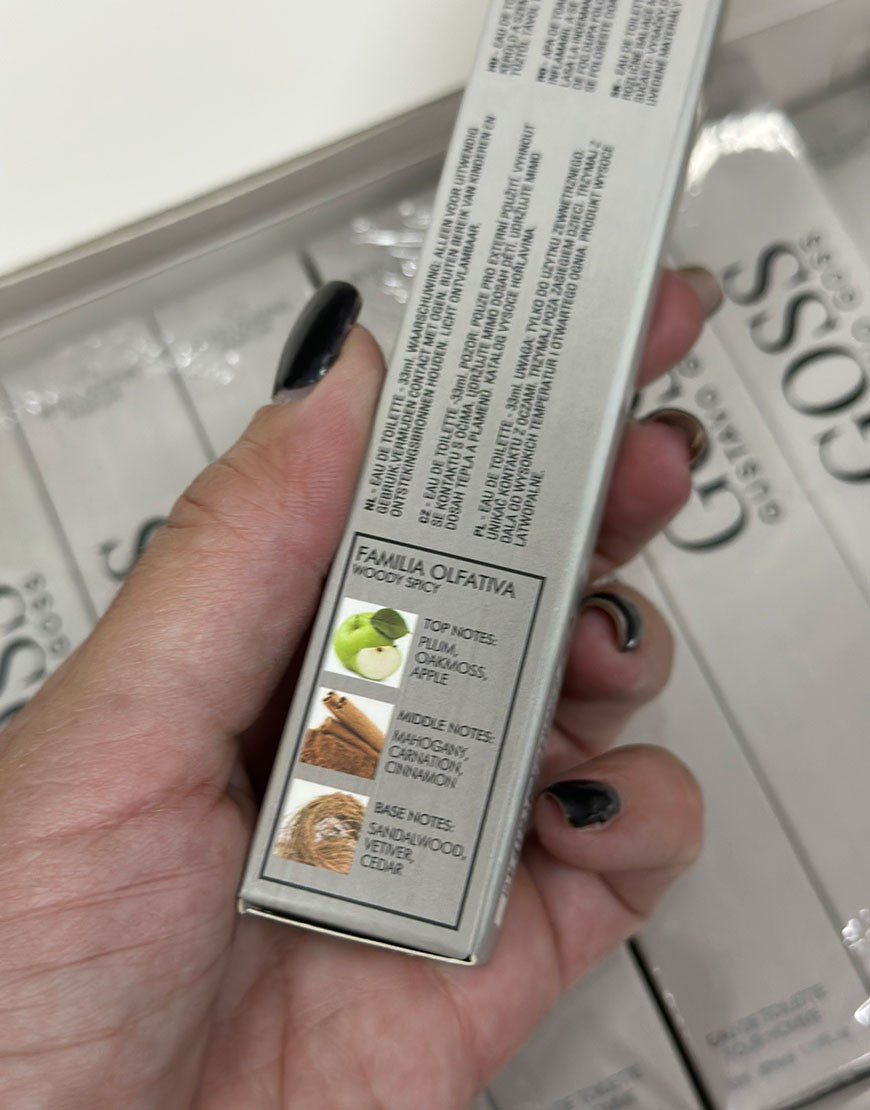 FAMILIA OLFATIVA
WOODY SPICY
TOP NOTES:
PLUM,
OAKMOSS,
APPLE
MIDDLE NOTES:
MAHOGANY,
CARNATION,
CINNAMON
BASE NOTES:
SANDALWOOD,
VETIVER,
CEDAR
NL - EAU DE TOILETTE - 33ml. WAARSCHUWING: ALLEEN VOOR UITWENDIG
GEBRUIK. VERMIJDEN CONTACT MET OGEN. BUITEN BEREIK VAN KINDEREN EN
ONTSTEKINGSBRONNEN HOUDEN. LICHT ONTVLAMBAAR.
CZ - EAU DE TOILETTE - 33ml. POZOR. POUZE PRO EXTERNÍ POUŽITÍ. VYHNOUT
SE KONTAKTU S OČIMA. UDRŽUJTE MIMO DOSAH DĚTÍ. UDRŽUJTE MIMO
DOSAH TEPLA A PLAMENŮ. KATALOG VYSOCE HOŘLAVINA.
PL - EAU DE TOILETTE - 33ml. UWAGA: TYLKO DO UŻYTKU ZEWNĘTRZNEGO.
UNIKAĆ KONTAKTU Z OCZAMI. TRZYMAJ POZA ZASIĘGIEM DZIECI. TRZYMAJ Z
DALA OD WYSOKICH TEMPERATUR I OTWARTEGO OGNIA. PRODUKT WYSOCE
ŁATWOPALNE.
GOSS
GUSTAVO GOSS
EAU DE TOILETTE
POUR HOMME